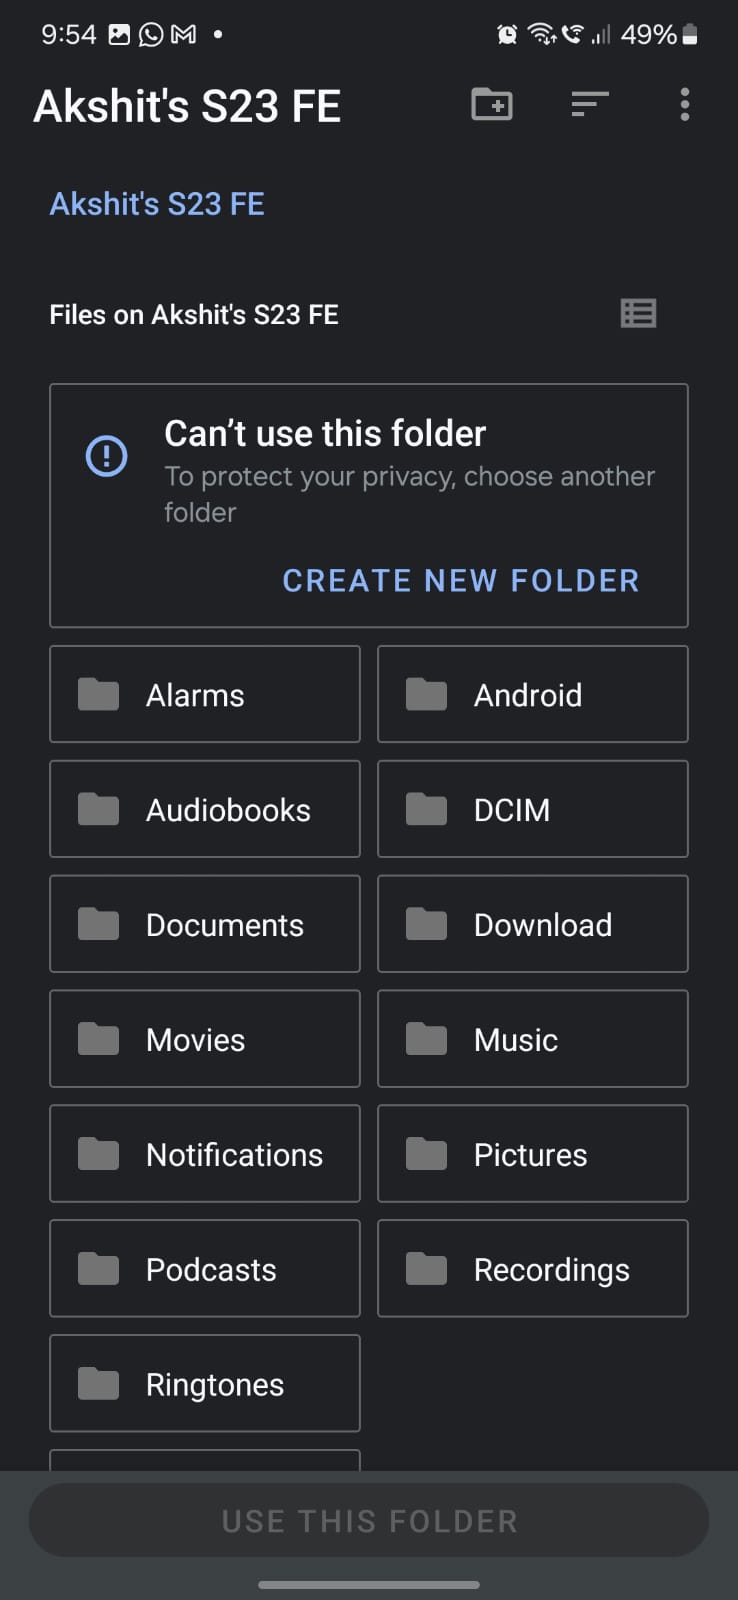 9:54
49%
Akshit's S23 FE
Akshit's S23 FE
Files on Akshit's S23 FE
Can't use this folder
To protect your privacy, choose another
folder
CREATE NEW FOLDER
Alarms
Android
Audiobooks
DCIM
Documents
Download
Movies
Music
Notifications
Pictures
Podcasts
Recordings
Ringtones
USE THIS FOLDER